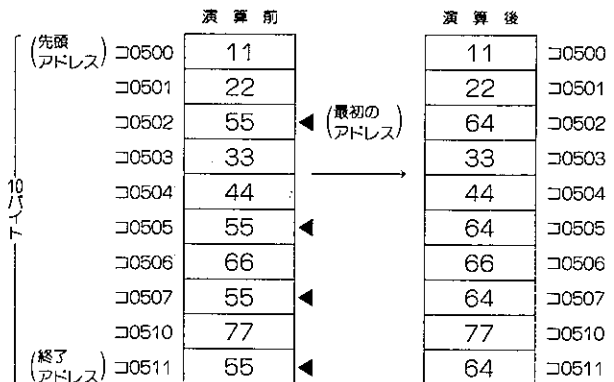 演算前 演算後
(先頭アドレス) コ0500 11 11 コ0500
コ0501 22 22 コ0501
コ0502 55 (最初のアドレス) 64 コ0502
コ0503 33 33 コ0503
コ0504 44 44 コ0504
コ0505 55 64 コ0505
コ0506 66 66 コ0506
コ0507 55 64 コ0507
コ0510 77 77 コ0510
(終了アドレス) コ0511 55 64 コ0511
10バイト